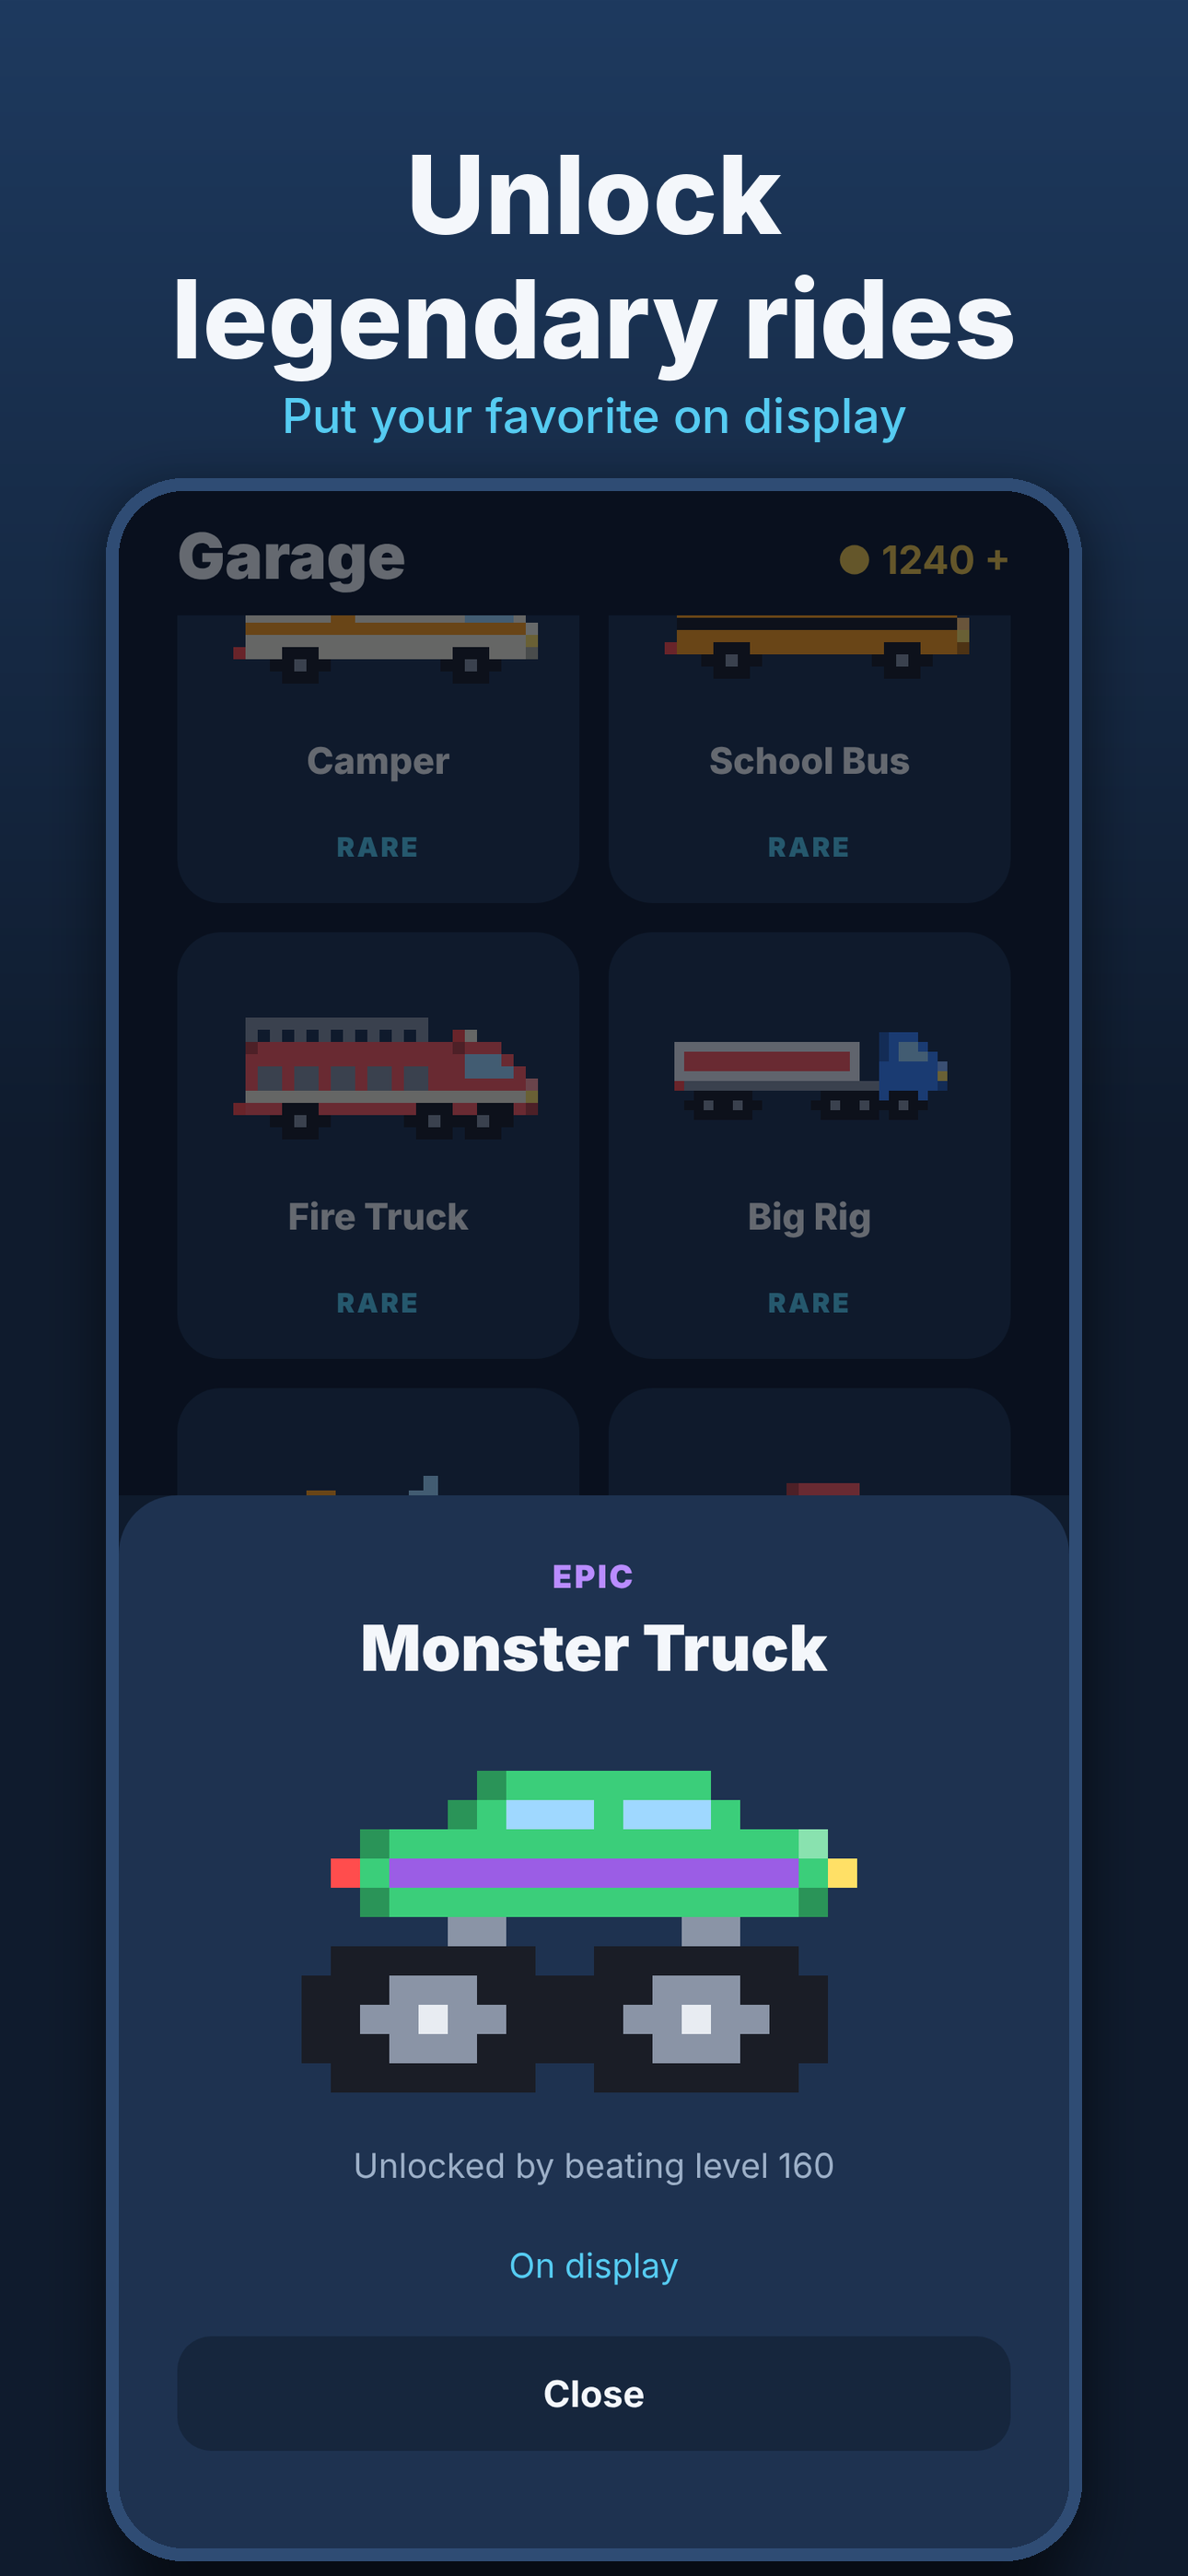 Unlock
legendary rides
Put your favorite on display
Garage
1240 +
Camper
School Bus
RARE
RARE
Fire Truck
Big Rig
RARE
RARE
EPIC
Monster Truck
Unlocked by beating level 160
On display
Close